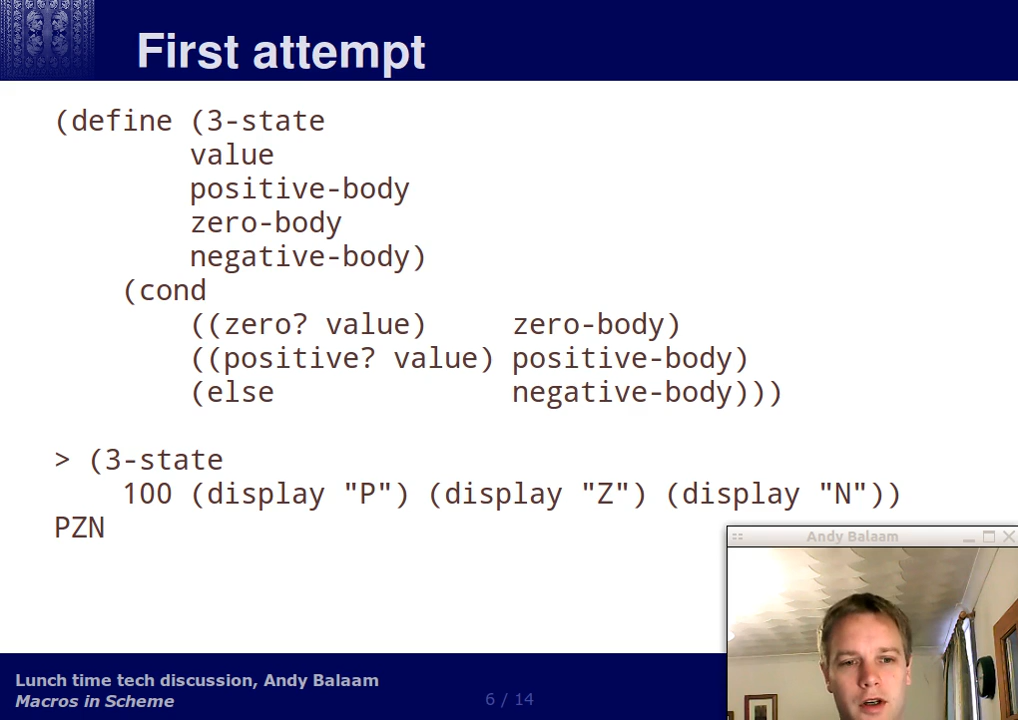 First attempt
(define (3-state
value
positive-body
zero-body
negative-body)
(cond
((zero? value) zero-body)
((positive? value) positive-body)
(else negative-body)))
> (3-state
100 (display "P") (display "Z") (display "N"))
PZN
Andy Balaam
Lunch time tech discussion, Andy Balaam
Macros in Scheme
6 / 14